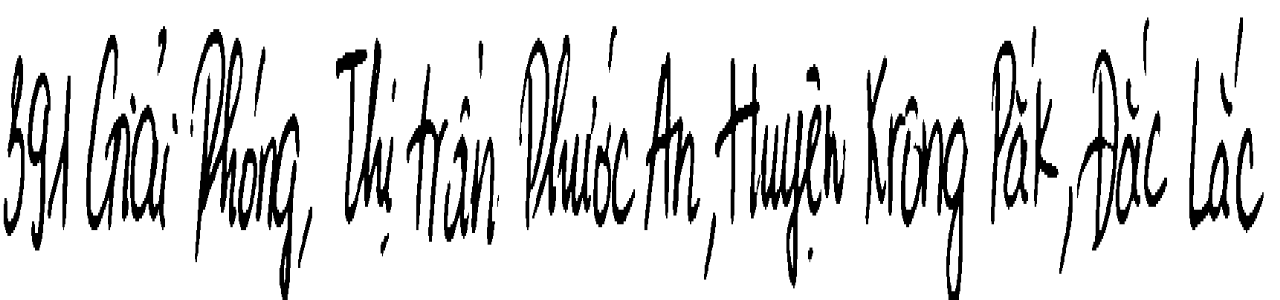 391 Giải Phóng, Thị trấn Phước An, Huyện Krông Pắk, Đắc Lắc